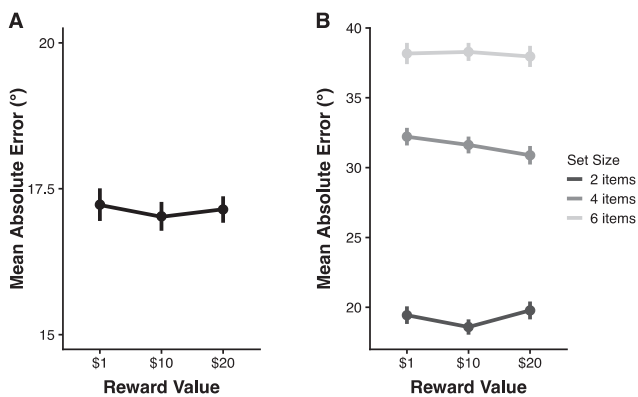 A
20
17.5
15
Mean Absolute Error (°)
$1 $10 $20
Reward Value
B
40
35
30
25
20
Mean Absolute Error (°)
$1 $10 $20
Reward Value
Set Size
2 items
4 items
6 items